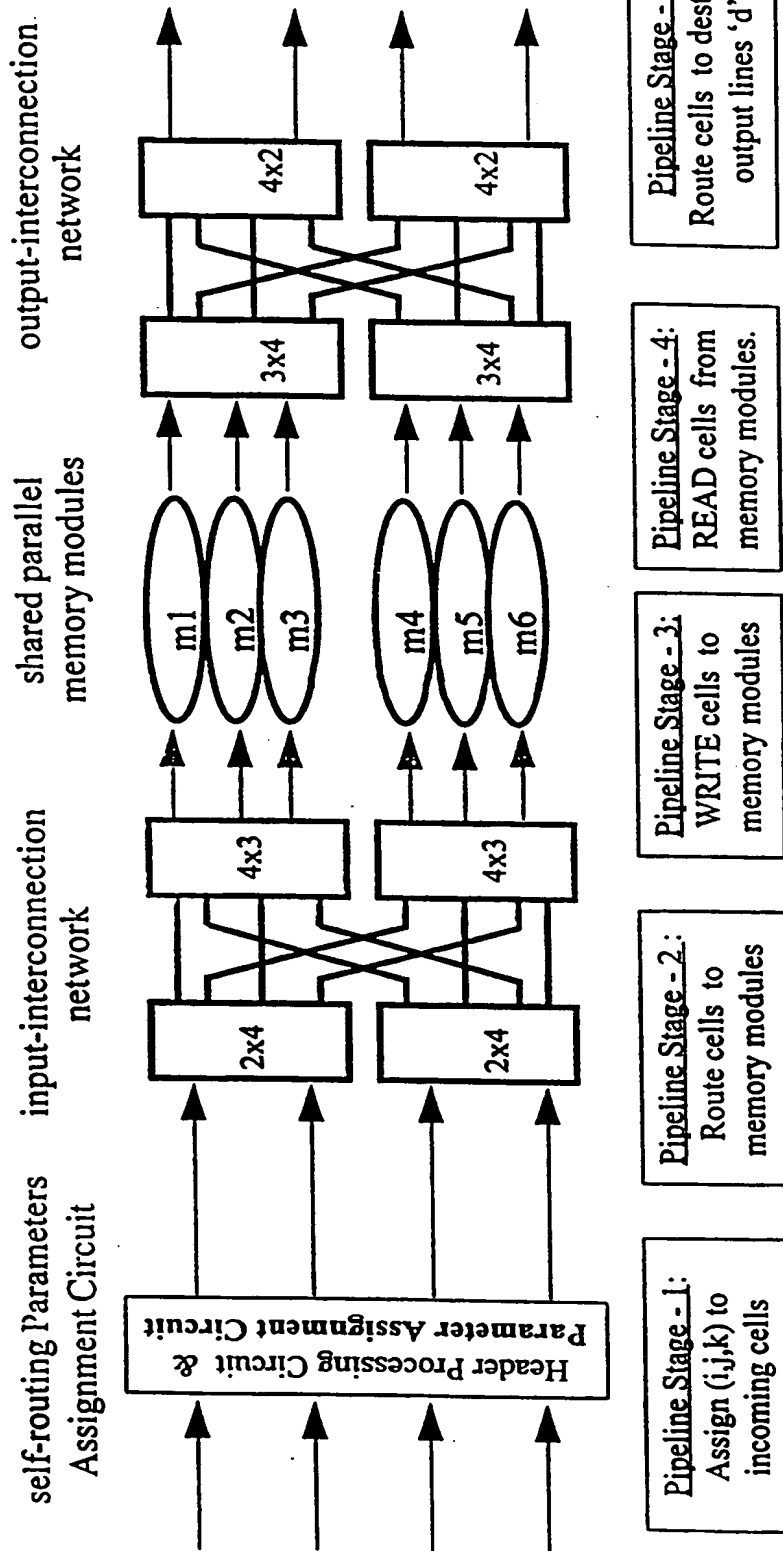 self-routing Parameters
Assignment Circuit
input-interconnection
network
shared parallel
memory modules
output-interconnection
network
Header Processing Circuit &
Parameter Assignment Circuit
2x4
2x4
4x3
4x3
m1
m2
m3
m4
m5
m6
3x4
3x4
4x2
4x2
Pipeline Stage - 1:
Assign (i,j,k) to
incoming cells
Pipeline Stage - 2 :
Route cells to
memory modules
Pipeline Stage - 3:
WRITE cells to
memory modules
Pipeline Stage - 4:
READ cells from
memory modules.
Pipeline Stage -
Route cells to dest
output lines ‘d’